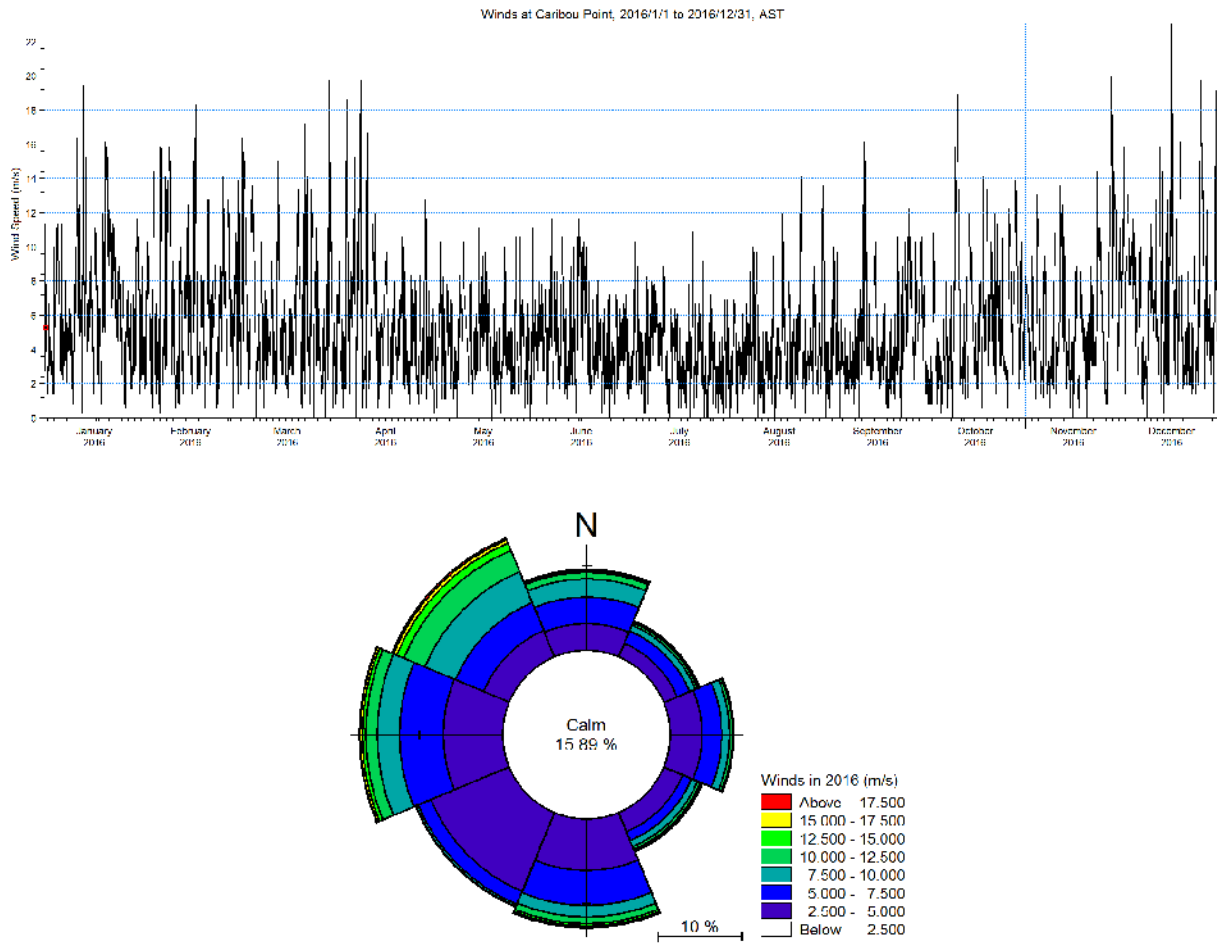 Winds at Caribou Point, 2016/1/1 to 2016/12/31, AST
Wind Speed (m/s)
22
20
18
16
14
12
10
8
6
4
2
0
January February March April May June July August September October November December
2016 2016 2016 2016 2016 2016 2016 2016 2016 2016 2016 2016
N
Calm
15.89 %
10 %
Winds in 2016 (m/s)
Above 17.500
15.000 - 17.500
12.500 - 15.000
10.000 - 12.500
7.500 - 10.000
5.000 - 7.500
2.500 - 5.000
Below 2.500